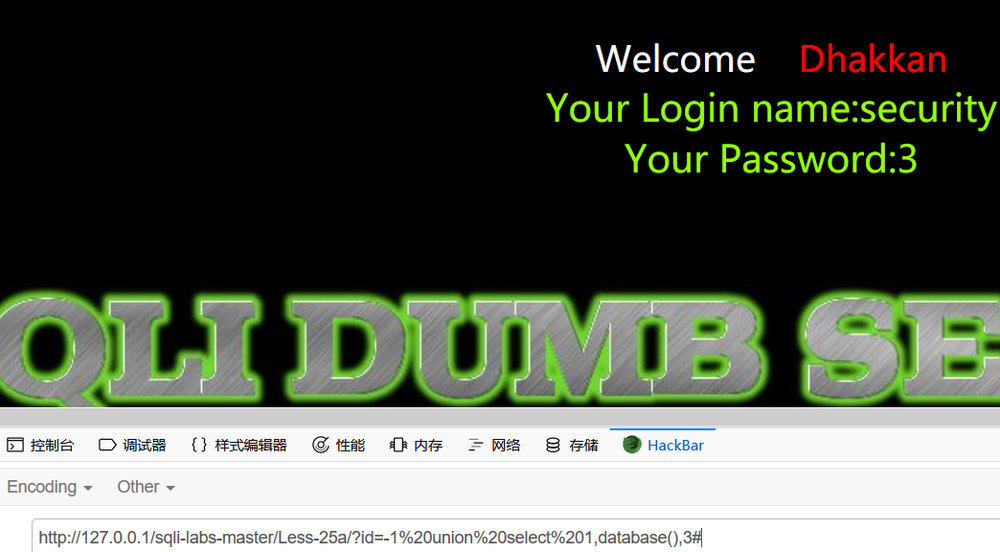 Welcome Dhakkan
Your Login name:security
Your Password:3
QLI DUMB SE
控制台 调试器 {} 样式编辑器 性能 内存 网络 存储 HackBar
Encoding Other
http://127.0.0.1/sqli-labs-master/Less-25a/?id=-1%20union%20select%201,database(),3#